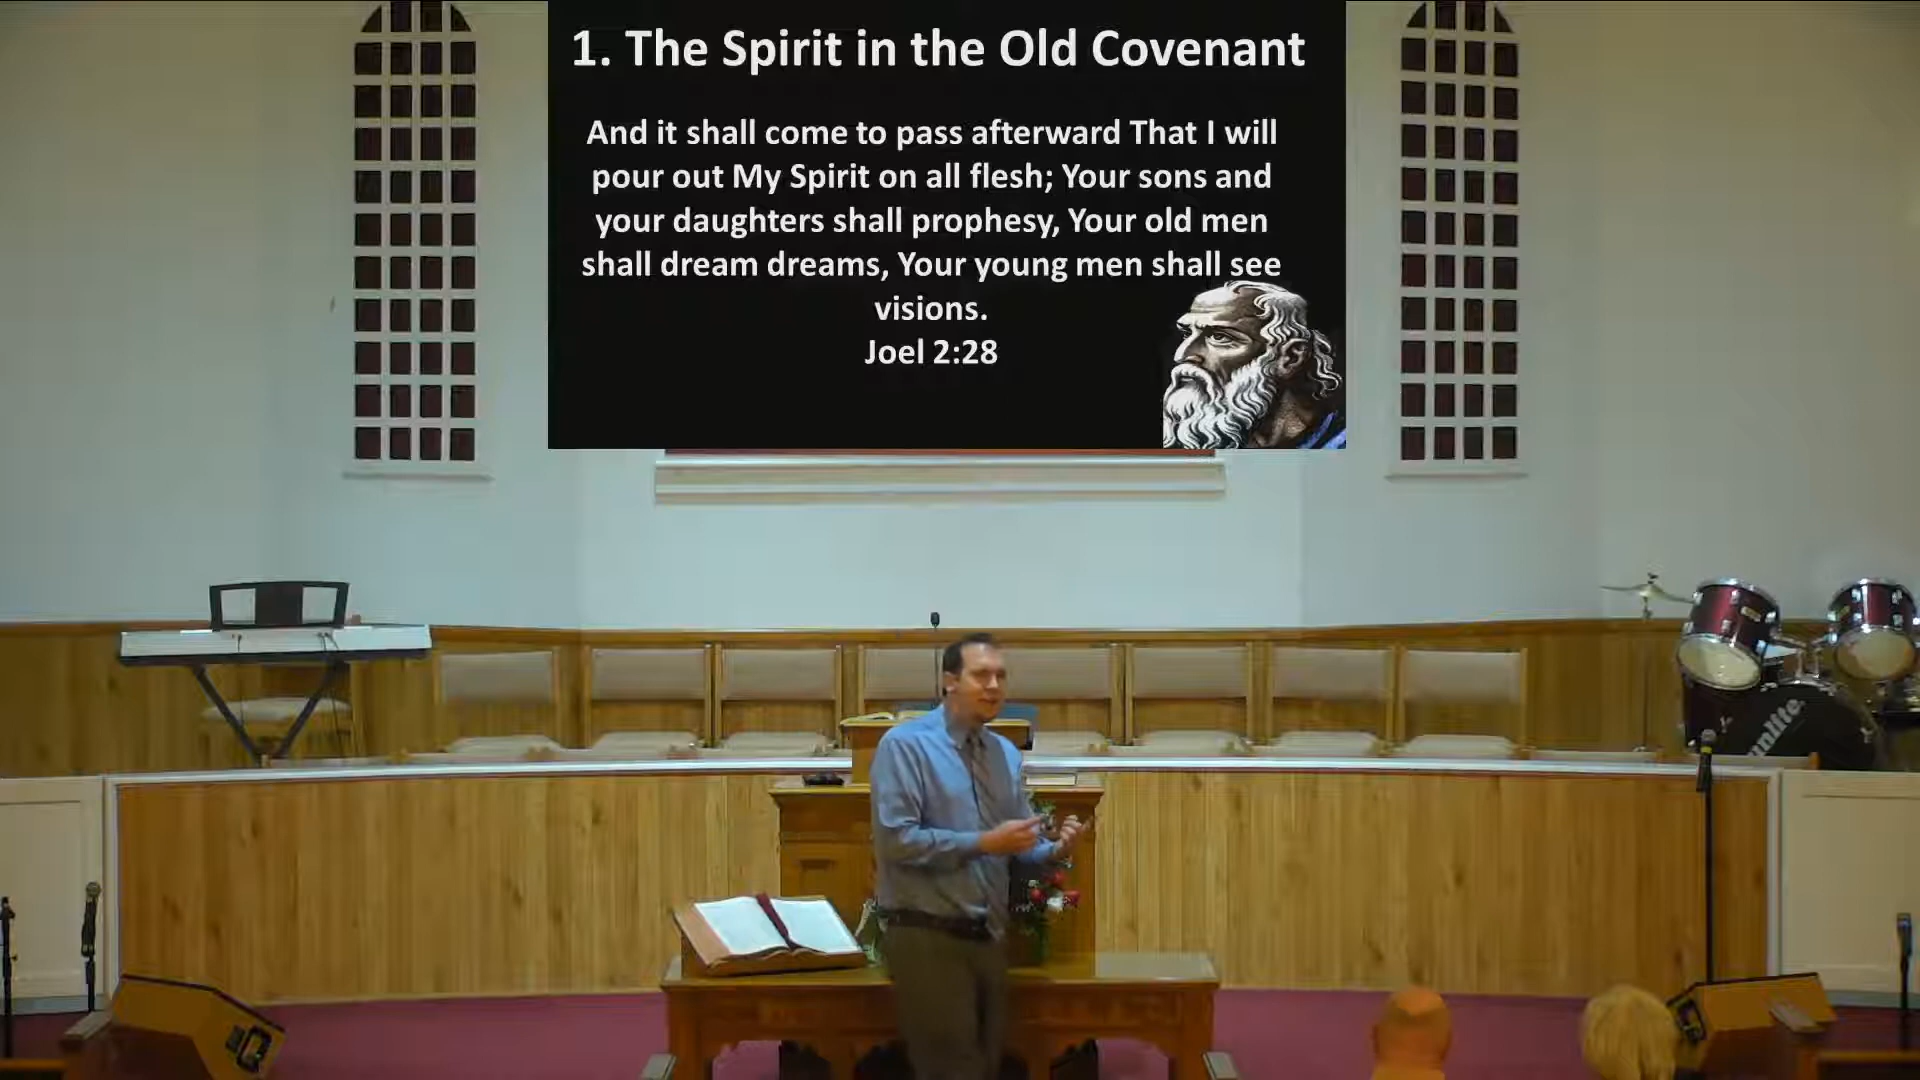 1. The Spirit in the Old Covenant
And it shall come to pass afterward That I will
pour out My Spirit on all flesh; Your sons and
your daughters shall prophesy, Your old men
shall dream dreams, Your young men shall see
visions.
Joel 2:28